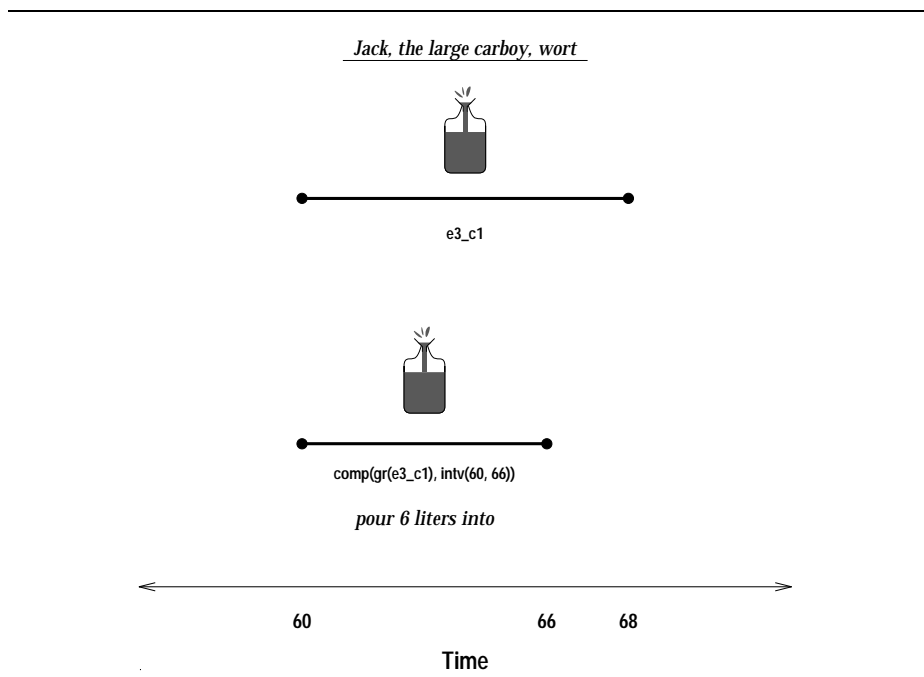 Jack, the large carboy, wort
e3_c1
comp(gr(e3_c1), intv(60, 66))
pour 6 liters into
60 66 68
Time